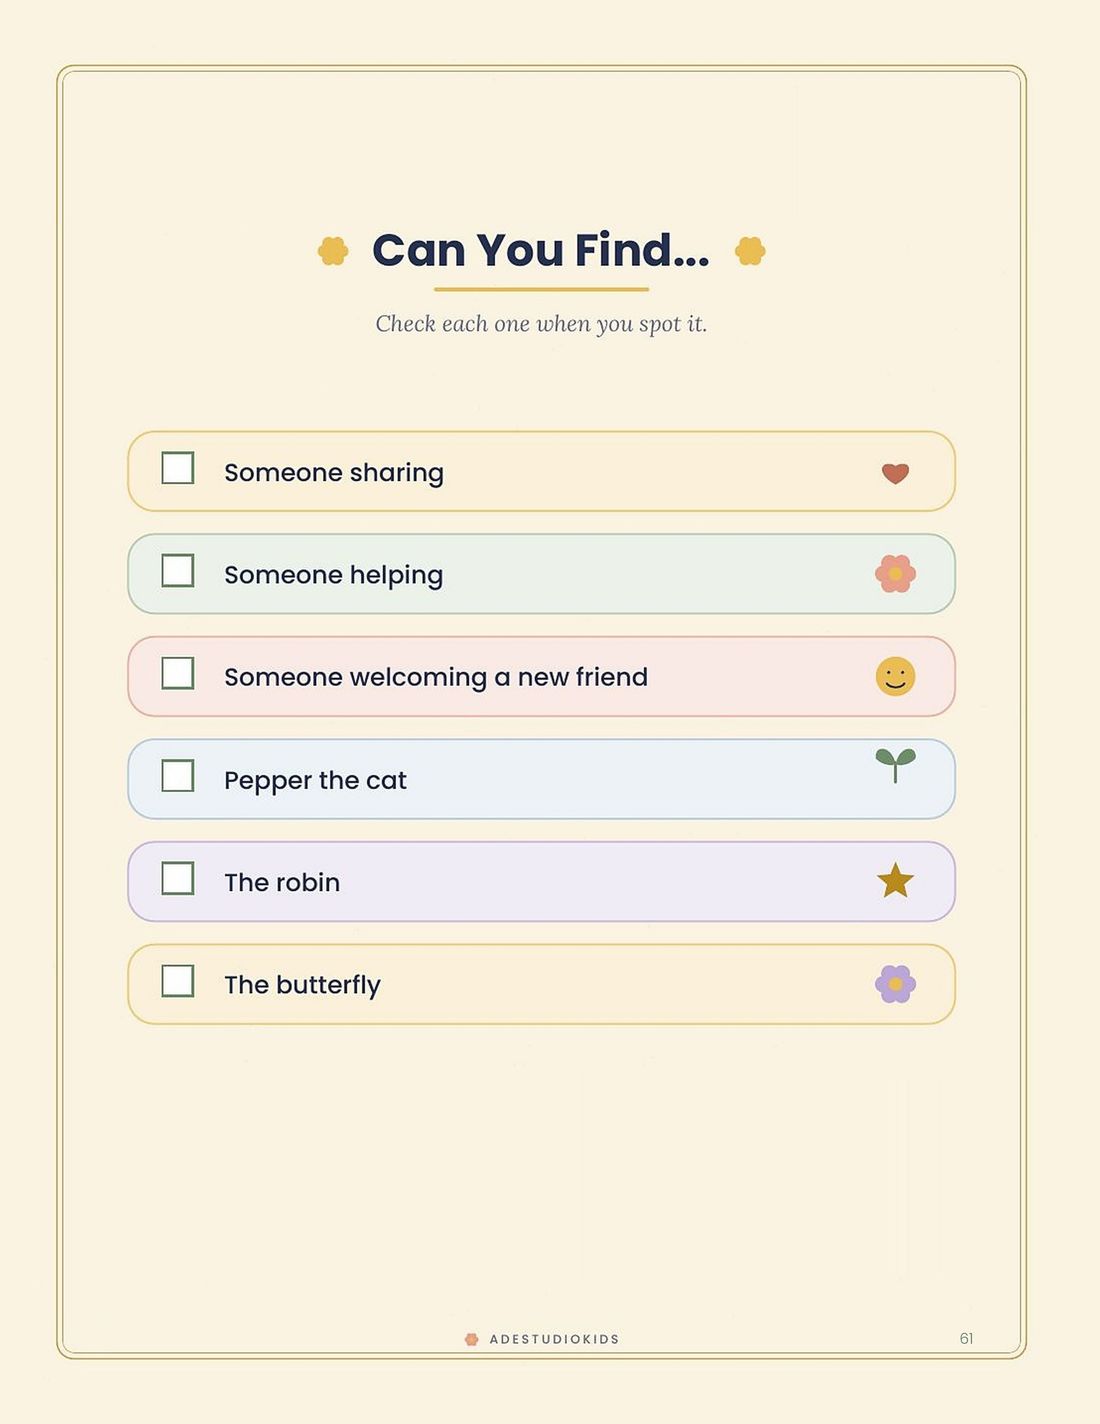 Can You Find...
Check each one when you spot it.
Someone sharing
Someone helping
Someone welcoming a new friend
Pepper the cat
The robin
The butterfly
ADESTUDIOKIDS
61